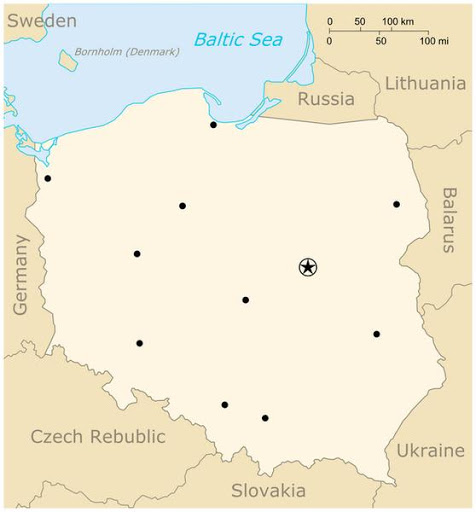 Sweden
Bornholm (Denmark)
Baltic Sea
0 50 100 km
0 50 100 mi
Lithuania
Russia
Balarus
Germany
Czech Rebublic
Ukraine
Slovakia